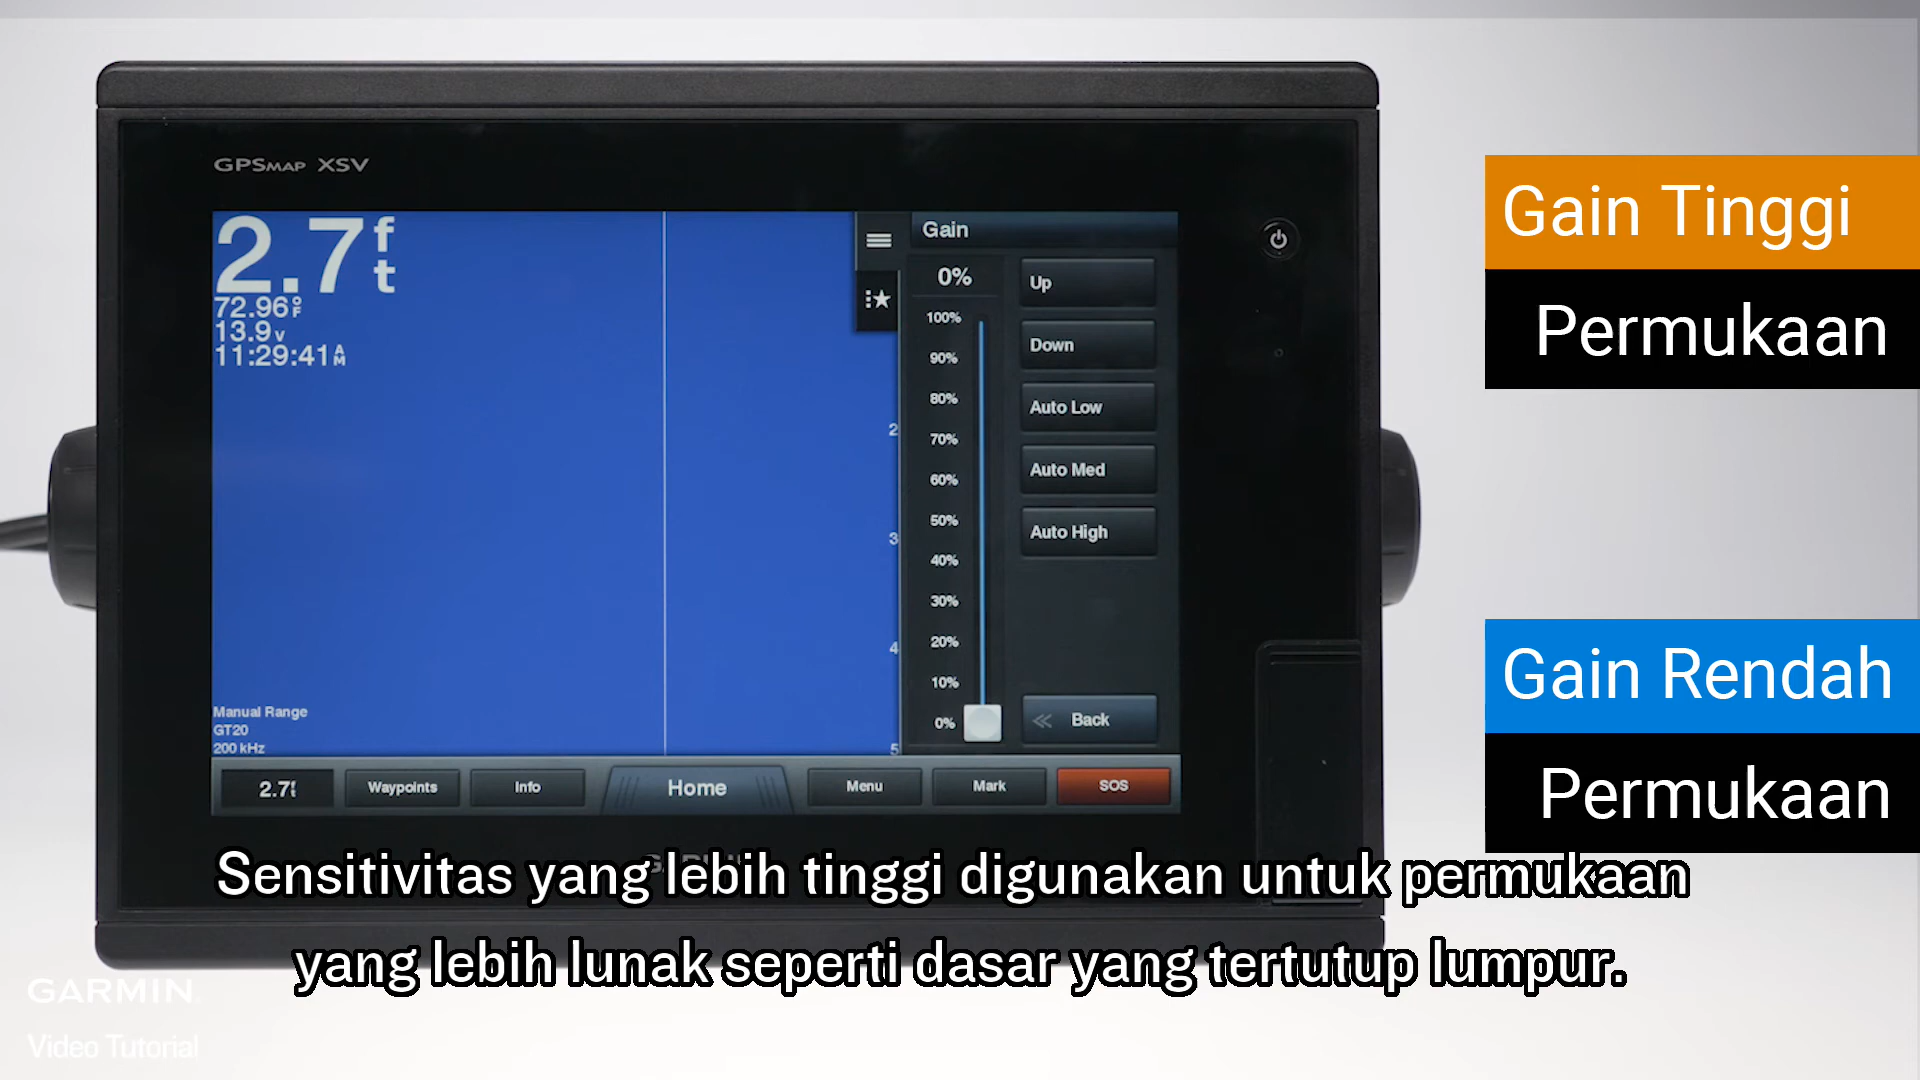 GPSMAP XSV
2.7 ft
72.96°F
13.9V
11:29:41AM
Gain
0%
100%
90%
80%
70%
60%
50%
40%
30%
20%
10%
0%
Up
Down
Auto Low
Auto Med
Auto High
Back
2
3
4
5
Manual Range
GT20
200 kHz
2.7ft
Waypoints
Info
Home
Menu
Mark
SOS
Gain Tinggi
Permukaan
Gain Rendah
Permukaan
Sensitivitas yang lebih tinggi digunakan untuk permukaan
yang lebih lunak seperti dasar yang tertutup lumpur.
GARMIN
Video Tutorial